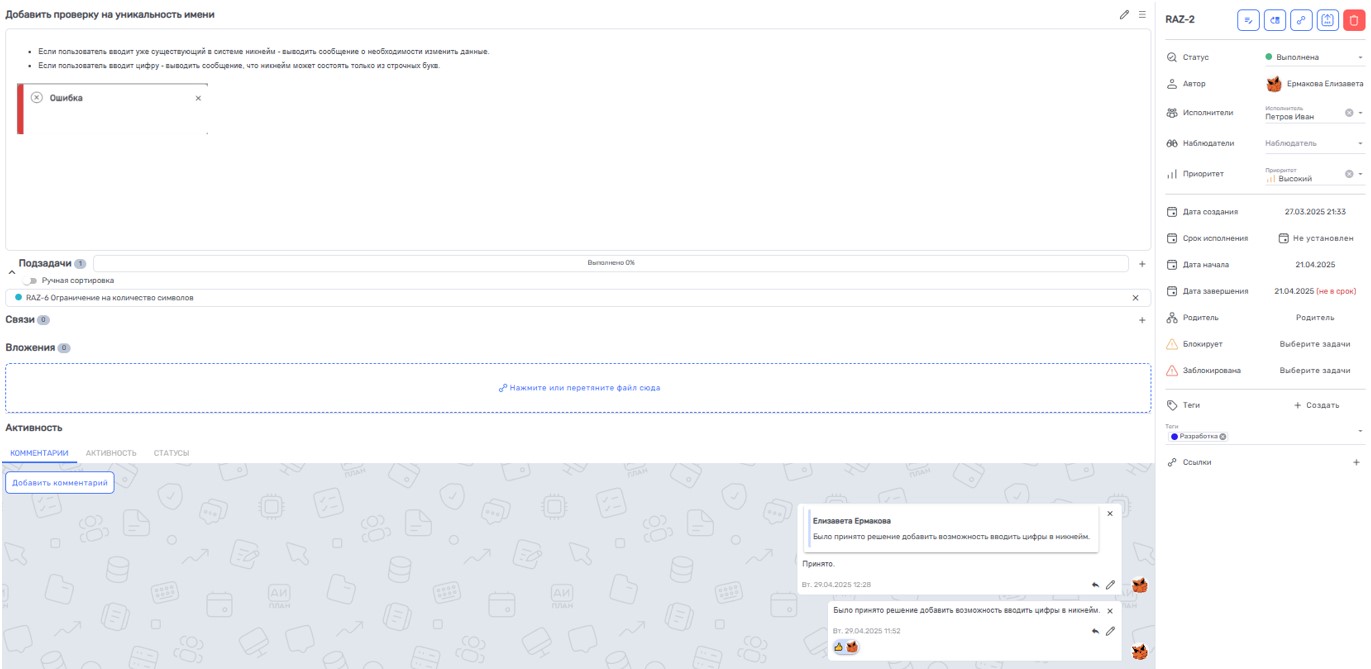 Добавить проверку на уникальность имени
Если пользователь вводит уже существующий в системе никнейм - выводить сообщение о необходимости изменить данные.
Если пользователь вводит цифру - выводить сообщение, что никнейм может состоять только из строчных букв.
Ошибка
Подзадачи 1
Выполнено 0%
Ручная сортировка
RAZ-6 Ограничение на количество символов
Связи 0
Вложения 0
Нажмите или перетяните файл сюда
Активность
КОММЕНТАРИИ АКТИВНОСТЬ СТАТУСЫ
Добавить комментарий
Елизавета Ермакова
Было принято решение добавить возможность вводить цифры в никнейм.
Принято.
Вт. 29.04.2025 12:28
Было принято решение добавить возможность вводить цифры в никнейм.
Вт. 29.04.2025 11:52
АИ
ПЛАН
RAZ-2
Статус Выполнена
Автор Ермакова Елизавета
Исполнители
Исполнитель
Петров Иван
Наблюдатели Наблюдатель
Приоритет
Приоритет
Высокий
Дата создания 27.03.2025 21:33
Срок исполнения Не установлен
Дата начала 21.04.2025
Дата завершения 21.04.2025 (не в срок)
Родитель Родитель
Блокирует Выберите задачи
Заблокирована Выберите задачи
Теги + Создать
Теги
Разработка
Ссылки